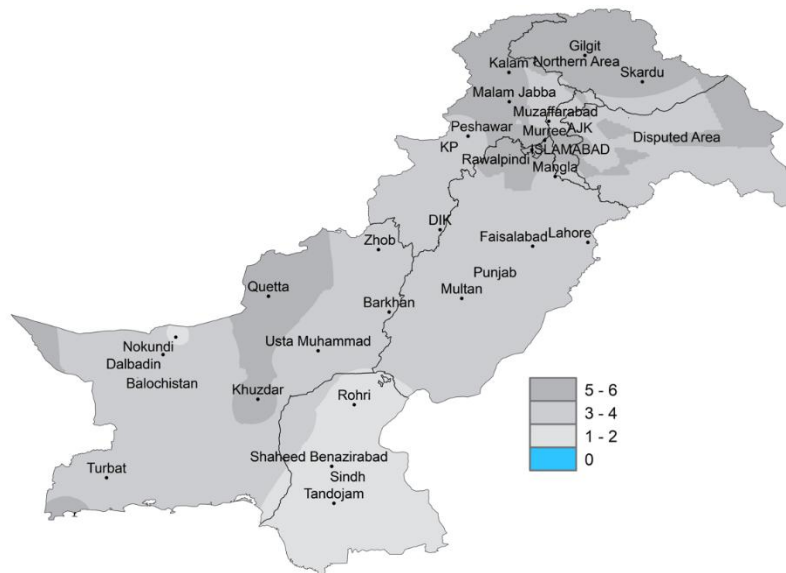 Gilgit
Kalam Northern Area
Skardu
Malam Jabba
Muzaffarabad
Peshawar Murree AJK
Disputed Area
KP ISLAMABAD
Rawalpindi
Mangla
DIK
Zhob Faisalabad Lahore
Punjab
Quetta Multan
Barkhan
Nokundi Usta Muhammad
Dalbadin
Balochistan
Khuzdar Rohri
5 - 6
3 - 4
1 - 2
0
Shaheed Benazirabad
Turbat Sindh
Tandojam